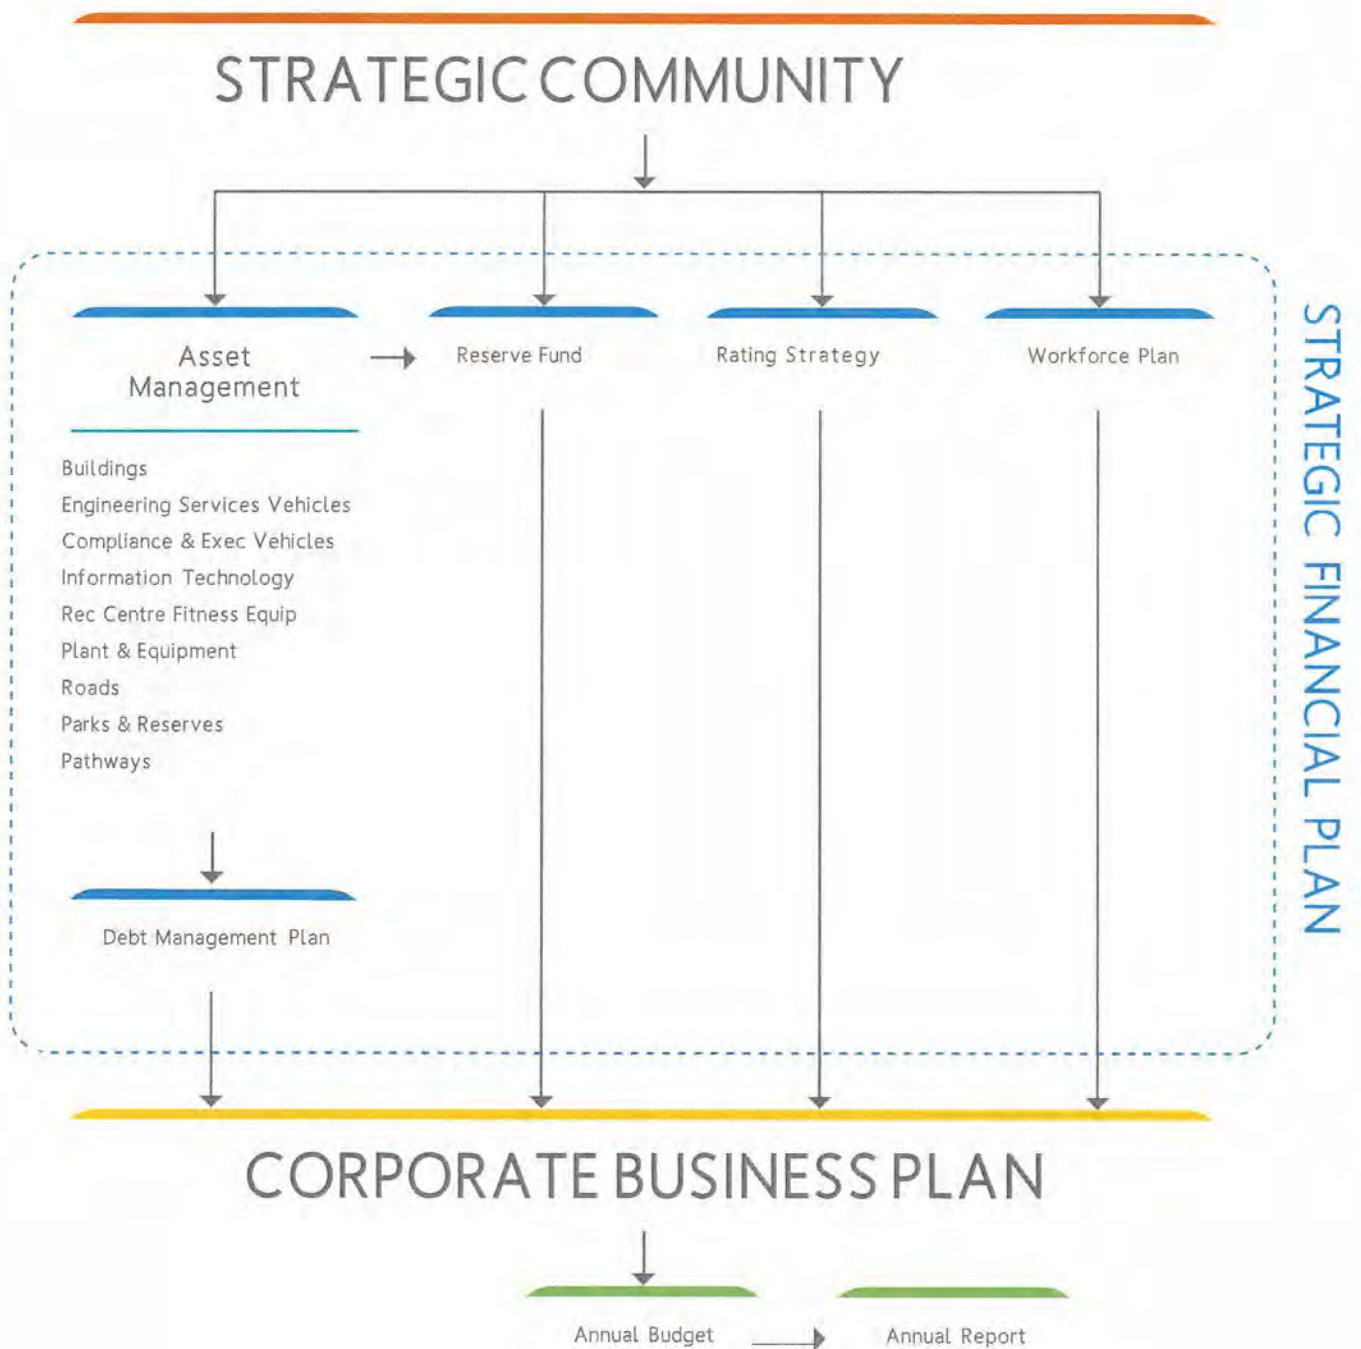 STRATEGIC COMMUNITY
Asset
Management
Reserve Fund
Rating Strategy
Workforce Plan
Buildings
Engineering Services Vehicles
Compliance & Exec Vehicles
Information Technology
Rec Centre Fitness Equip
Plant & Equipment
Roads
Parks & Reserves
Pathways
Debt Management Plan
STRATEGIC FINANCIAL PLAN
CORPORATE BUSINESS PLAN
Annual Budget
Annual Report